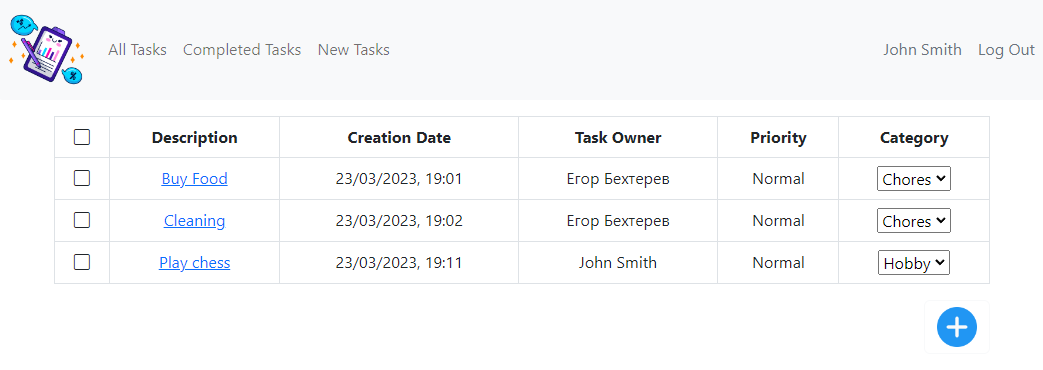 All Tasks Completed Tasks New Tasks John Smith Log Out
Description Creation Date Task Owner Priority Category
Buy Food 23/03/2023, 19:01 Егор Бехтерев Normal Chores
Cleaning 23/03/2023, 19:02 Егор Бехтерев Normal Chores
Play chess 23/03/2023, 19:11 John Smith Normal Hobby